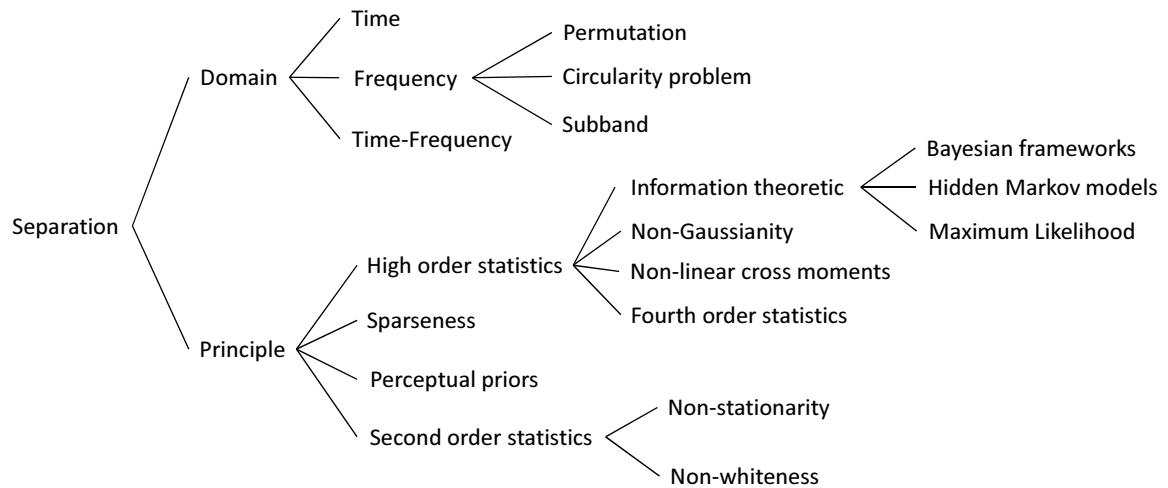 Time
Permutation
Domain
Frequency
Circularity problem
Subband
Time-Frequency
Bayesian frameworks
Information theoretic
Hidden Markov models
Separation
Non-Gaussianity
Maximum Likelihood
High order statistics
Non-linear cross moments
Sparseness
Fourth order statistics
Principle
Perceptual priors
Non-stationarity
Second order statistics
Non-whiteness